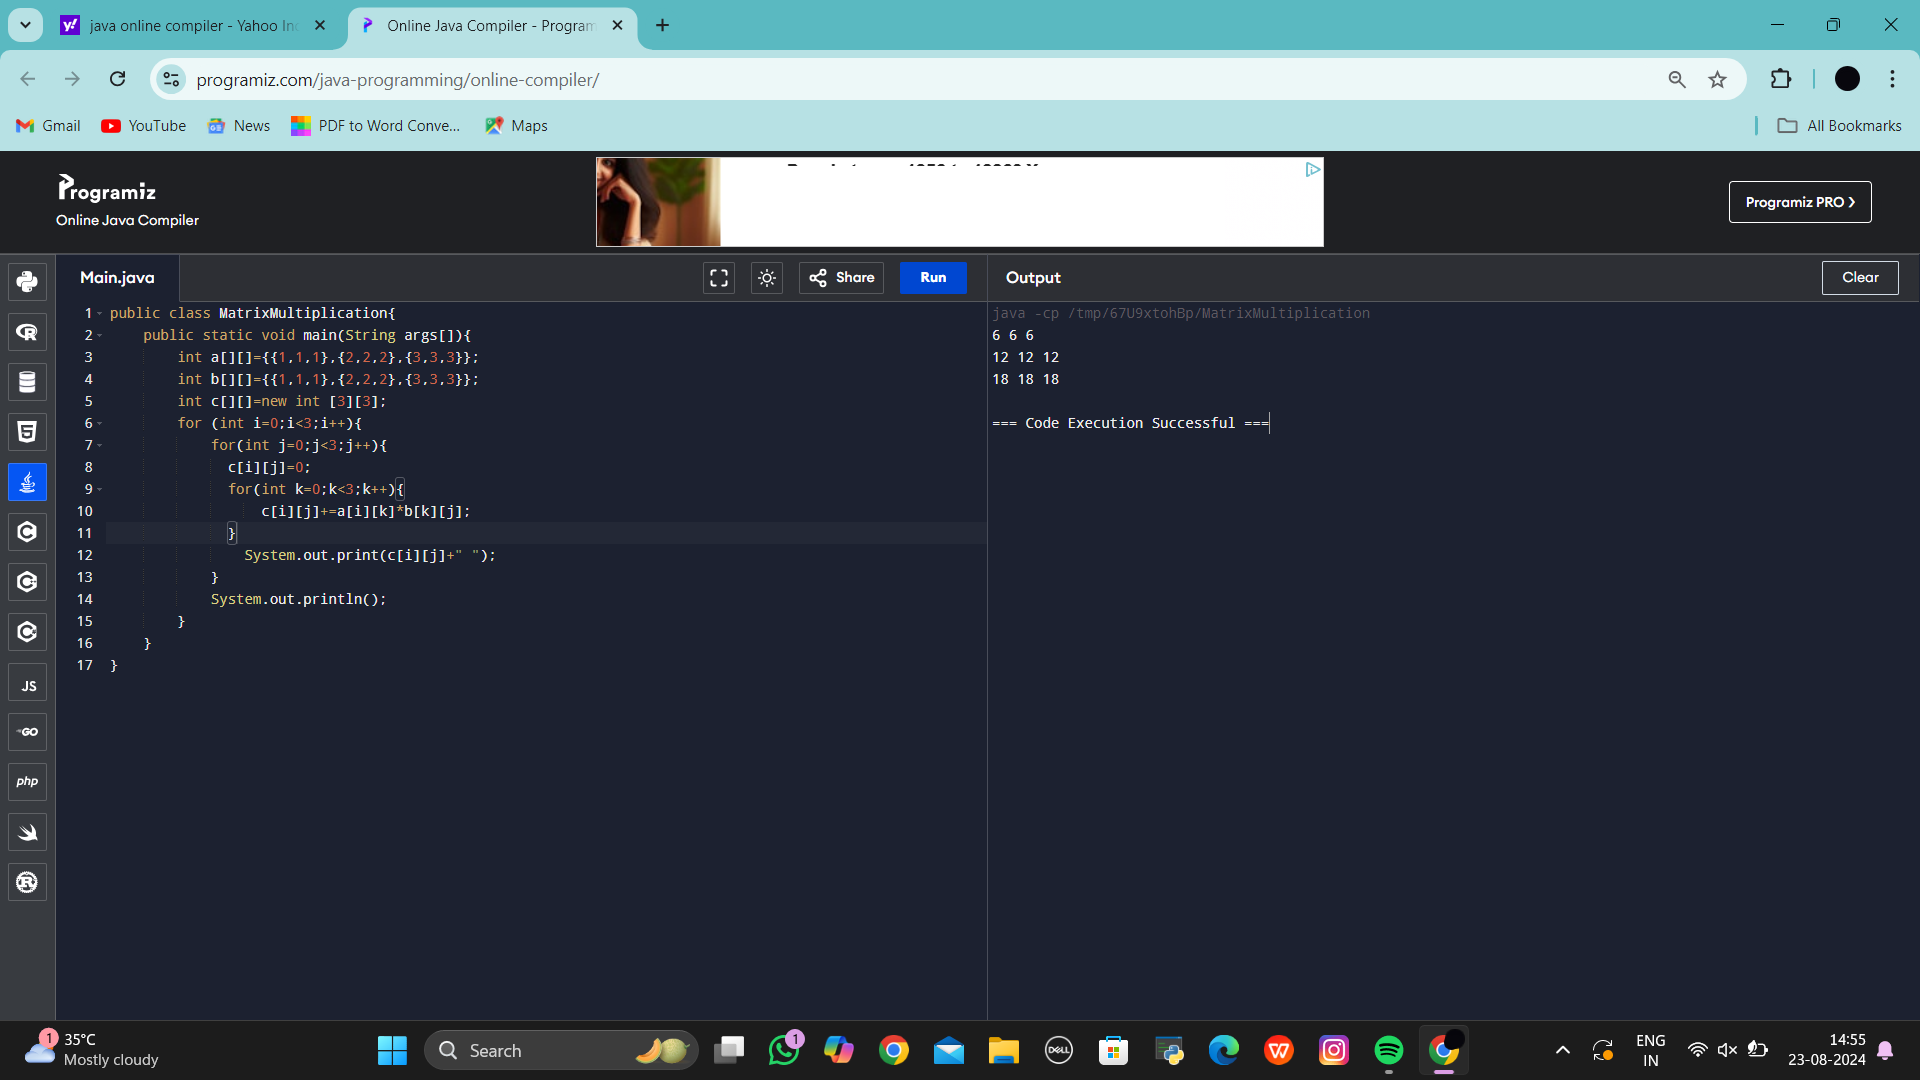 java online compiler - Yahoo In
Online Java Compiler - Program
programiz.com/java-programming/online-compiler/
Gmail
YouTube
News
PDF to Word Conve...
Maps
All Bookmarks
Programiz
Online Java Compiler
Programiz PRO ›
Main.java
Share
Run
Output
Clear
1 public class MatrixMultiplication{
2     public static void main(String args[]){
3         int a[][]={{1,1,1},{2,2,2},{3,3,3}};
4         int b[][]={{1,1,1},{2,2,2},{3,3,3}};
5         int c[][]=new int [3][3];
6         for (int i=0;i<3;i++){
7             for(int j=0;j<3;j++){
8               c[i][j]=0;
9               for(int k=0;k<3;k++){
10                   c[i][j]+=a[i][k]*b[k][j];
11               }
12                 System.out.print(c[i][j]+" ");
13             }
14             System.out.println();
15         }
16     }
17 }
java -cp /tmp/67U9xtohBp/MatrixMultiplication
6 6 6
12 12 12
18 18 18
=== Code Execution Successful ===
JS
GO
php
1
35°C
Mostly cloudy
Search
1
DELL
ENG
IN
14:55
23-08-2024